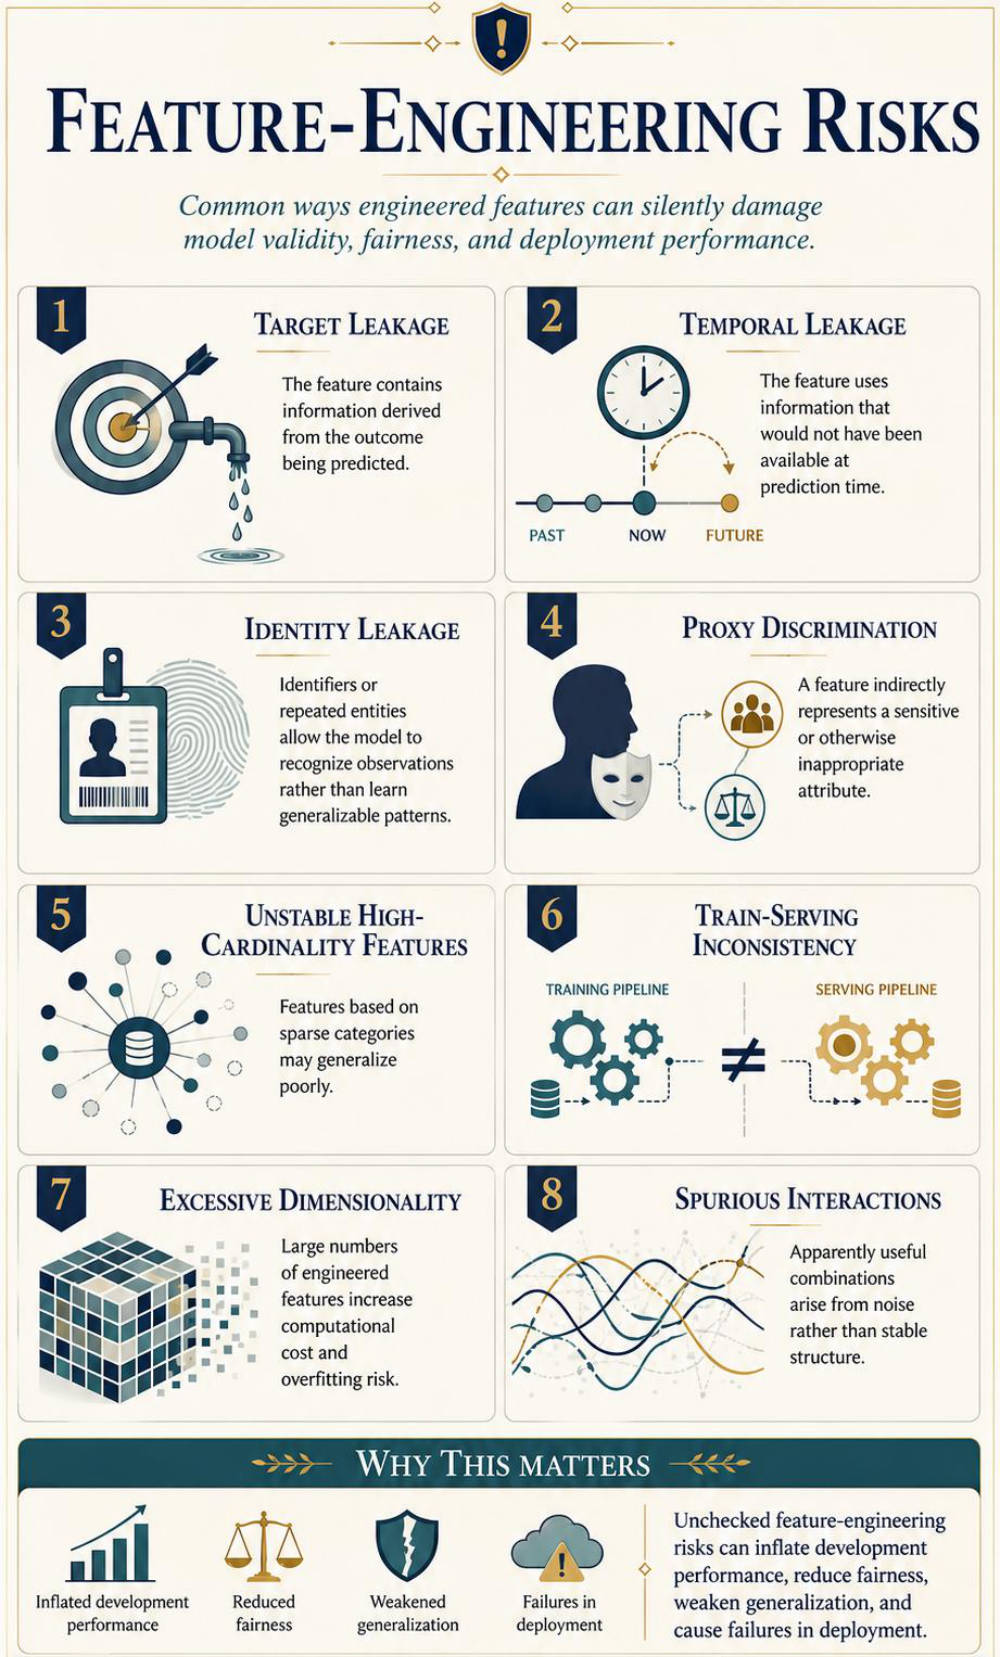 Feature-Engineering Risks
Common ways engineered features can silently damage
model validity, fairness, and deployment performance.
1
Target Leakage
The feature contains
information derived
from the outcome
being predicted.
2
Temporal Leakage
The feature uses
information that
would not have been
available at
prediction time.
PAST NOW FUTURE
3
Identity Leakage
Identifiers or
repeated entities
allow the model to
recognize observations
rather than learn
generalizable patterns.
4
Proxy Discrimination
A feature indirectly
represents a sensitive
or otherwise
inappropriate
attribute.
5
Unstable High-
Cardinality Features
Features based on
sparse categories
may generalize
poorly.
6
Train-Serving
Inconsistency
TRAINING PIPELINE
≠
SERVING PIPELINE
7
Excessive Dimensionality
Large numbers
of engineered
features increase
computational
cost and
overfitting risk.
8
Spurious Interactions
Apparently useful
combinations
arise from noise
rather than stable
structure.
Why This matters
Inflated development
performance
Reduced
fairness
Weakened
generalization
Failures in
deployment
Unchecked feature-engineering
risks can inflate development
performance, reduce fairness,
weaken generalization, and
cause failures in deployment.